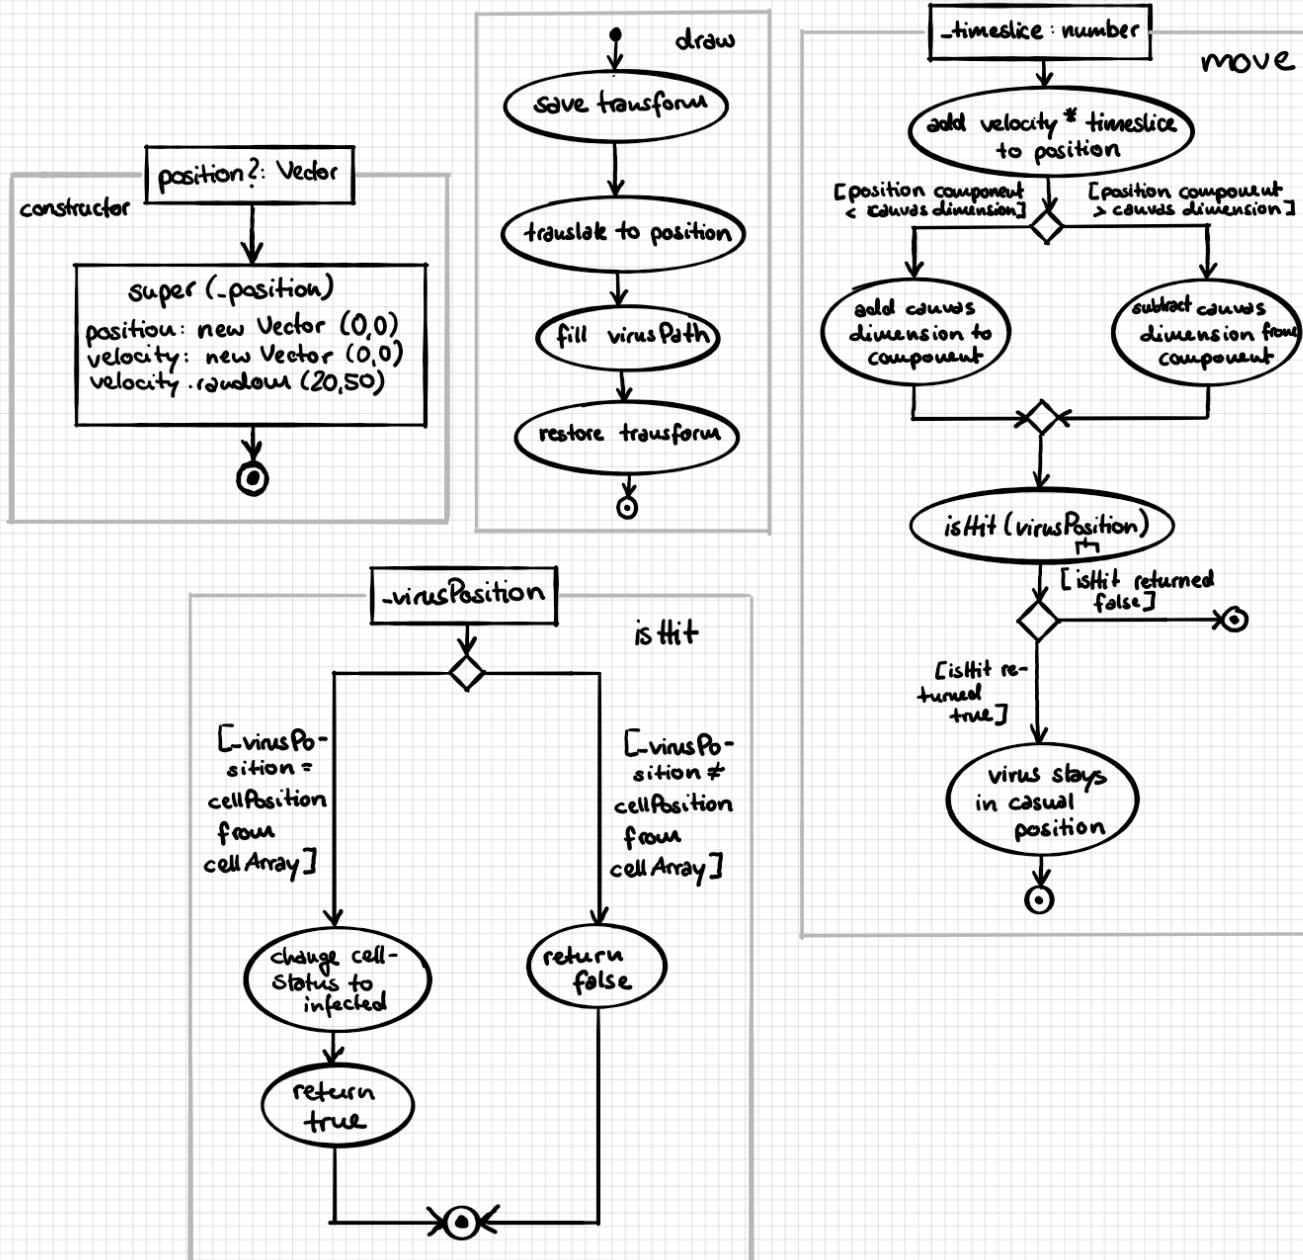 position?: Vector
constructor
super (_position)
position: new Vector (0,0)
velocity: new Vector (0,0)
velocity.random (20,50)
draw
save transform
translate to position
fill virusPath
restore transform
_timeslice: number
move
add velocity * timeslice
to position
[position component
< canvas dimension]
[position component
> canvas dimension]
add canvas
dimension to
component
subtract canvas
dimension from
component
isHit (virusPosition)
[isHit returned
false]
[isHit re-
turned
true]
virus stays
in casual
position
_virusPosition
isHit
[_virusPo-
sition =
cellPosition
from
cellArray]
[_virusPo-
sition ≠
cellPosition
from
cellArray]
change cell-
status to
infected
return
true
return
false